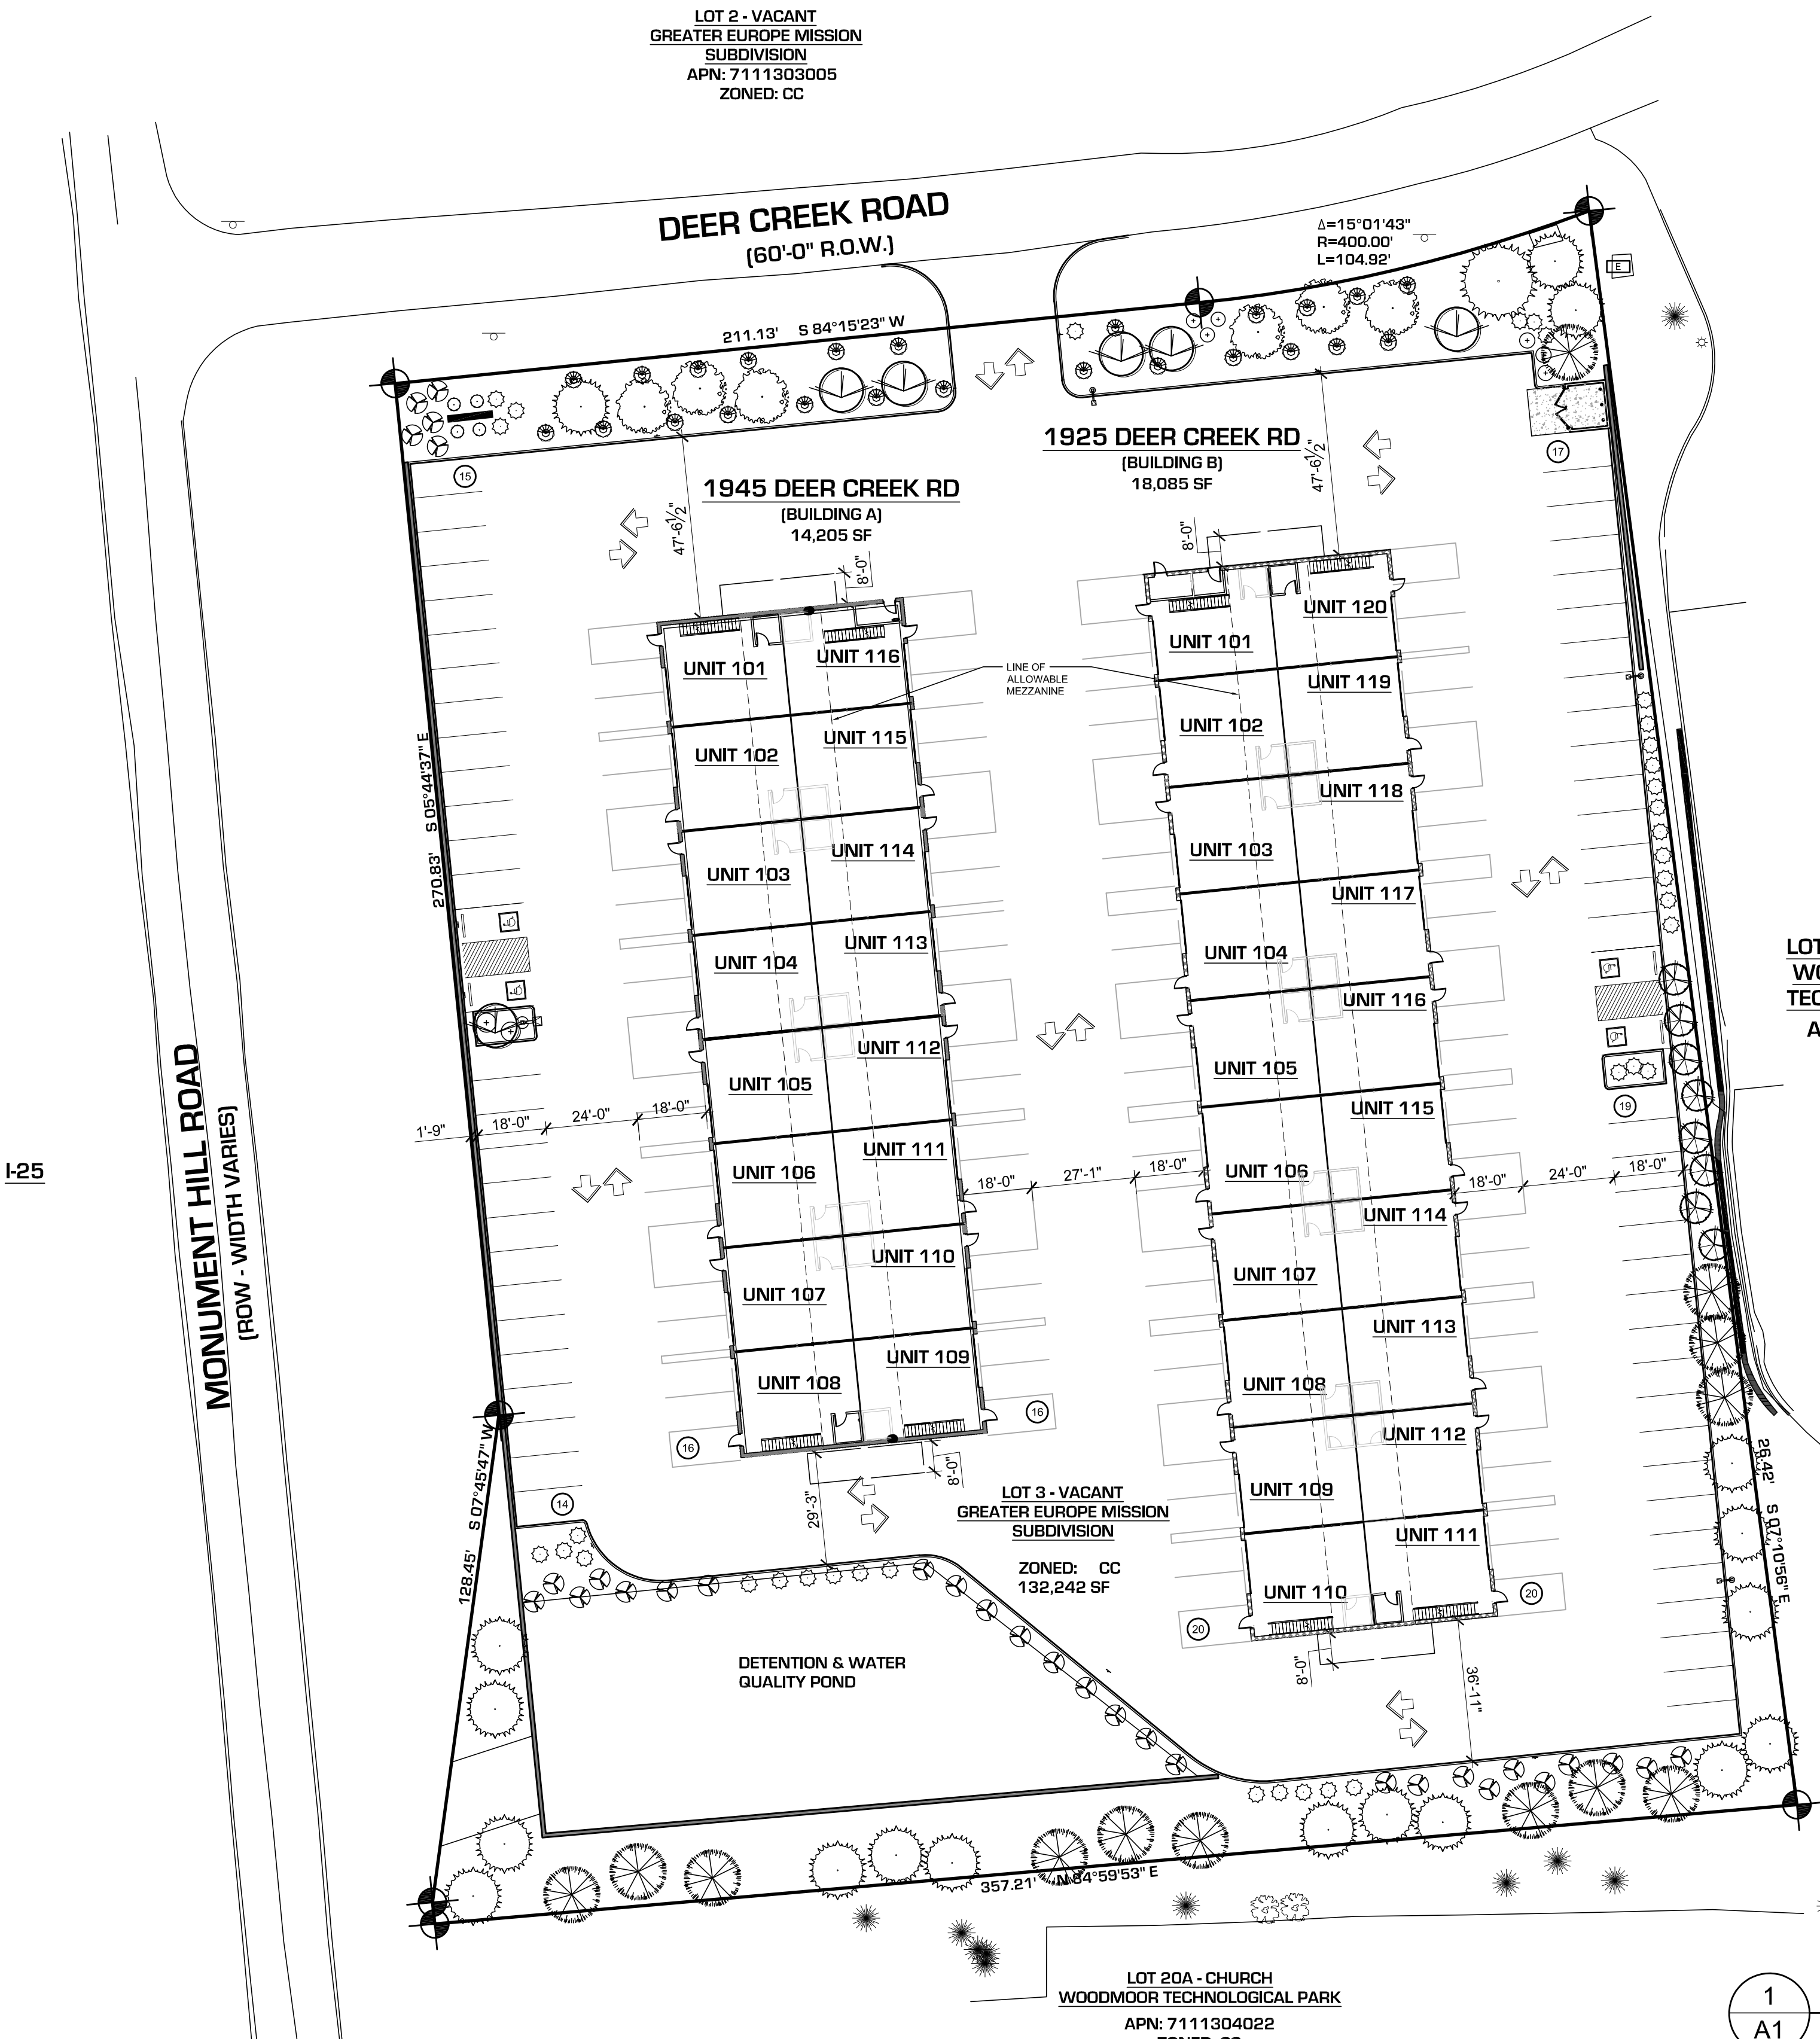 LOT 2 - VACANT
GREATER EUROPE MISSION
SUBDIVISION
APN: 7111303005
ZONED: CC
DEER CREEK ROAD
(60'-0" R.O.W.)
Δ=15°01'43"
R=400.00'
L=104.92'
E
211.13' S 84°15'23" W
15
17
1945 DEER CREEK RD
(BUILDING A)
14,205 SF
1925 DEER CREEK RD
(BUILDING B)
18,085 SF
47'-6 1/2"
47'-6 1/2"
8'-0"
8'-0"
LINE OF
ALLOWABLE
MEZZANINE
UNIT 101
UNIT 102
UNIT 103
UNIT 104
UNIT 105
UNIT 106
UNIT 107
UNIT 108
UNIT 116
UNIT 115
UNIT 114
UNIT 113
UNIT 112
UNIT 111
UNIT 110
UNIT 109
UNIT 101
UNIT 102
UNIT 103
UNIT 104
UNIT 105
UNIT 106
UNIT 107
UNIT 108
UNIT 109
UNIT 110
UNIT 120
UNIT 119
UNIT 118
UNIT 117
UNIT 116
UNIT 115
UNIT 114
UNIT 113
UNIT 112
UNIT 111
270.83' S 05°44'37" E
I-25
MONUMENT HILL ROAD
(ROW - WIDTH VARIES)
1'-9"
18'-0"
24'-0"
18'-0"
18'-0"
27'-1"
18'-0"
18'-0"
24'-0"
18'-0"
19
LOT
WO
TEC
A
16
16
20
20
14
128.45' S 07°45'47" W
29'-3"
8'-0"
8'-0"
36'-11"
26.42' S 07°10'56" E
LOT 3 - VACANT
GREATER EUROPE MISSION
SUBDIVISION
ZONED: CC
132,242 SF
DETENTION & WATER
QUALITY POND
357.21' N 84°59'53" E
LOT 20A - CHURCH
WOODMOOR TECHNOLOGICAL PARK
APN: 7111304022
1
A1